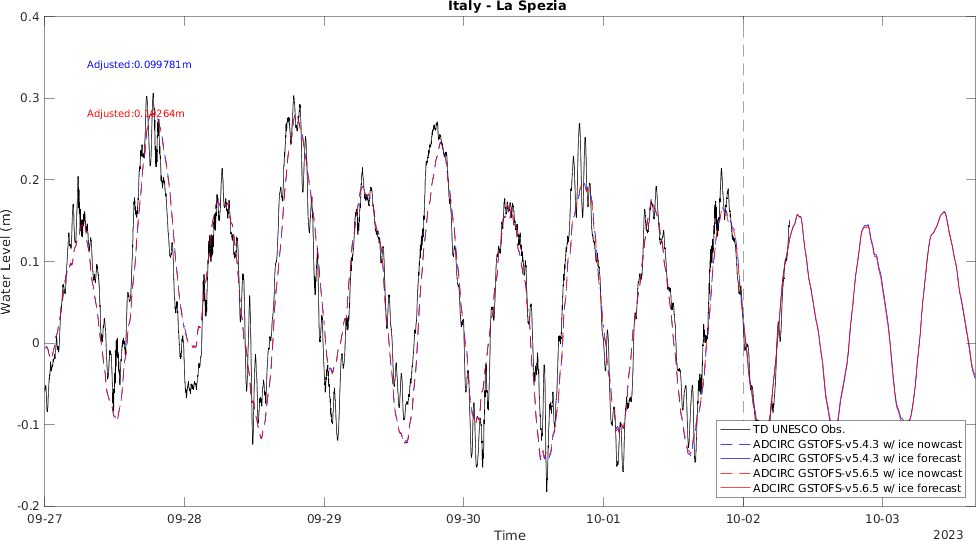 Italy - La Spezia
Water Level (m)
0.4
0.3
0.2
0.1
0
-0.1
-0.2
Adjusted:0.099781m
TD UNESCO Obs.
ADCIRC GSTOFS-v5.4.3 w/ ice nowcast
ADCIRC GSTOFS-v5.4.3 w/ ice forecast
ADCIRC GSTOFS-v5.6.5 w/ ice nowcast
ADCIRC GSTOFS-v5.6.5 w/ ice forecast
09-27
09-28
09-29
09-30
10-01
10-02
10-03
Time
2023